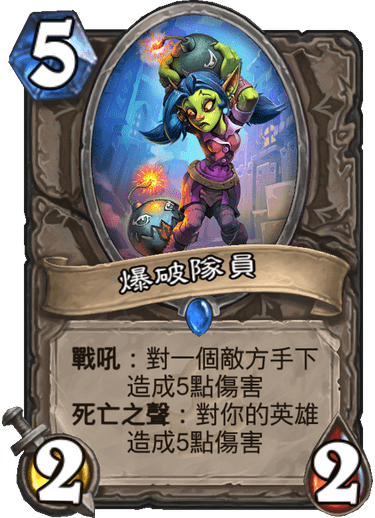 5
爆破隊員
戰吼：對一個敵方手下
造成5點傷害
死亡之聲：對你的英雄
造成5點傷害
2
2